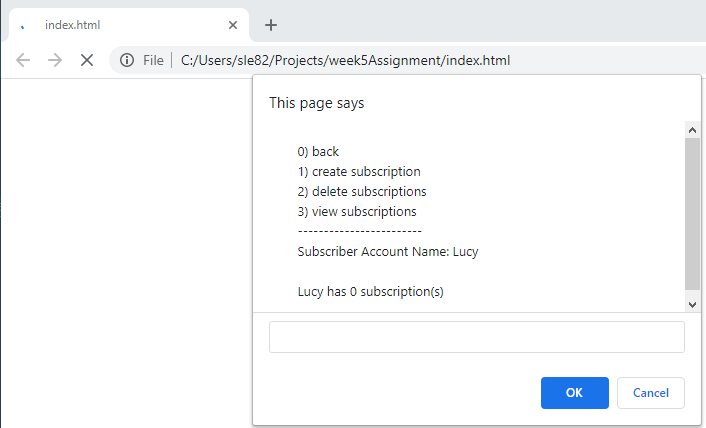 index.html
File C:/Users/sle82/Projects/week5Assignment/index.html
This page says
0) back
1) create subscription
2) delete subscriptions
3) view subscriptions
------------------------
Subscriber Account Name: Lucy
Lucy has 0 subscription(s)
OK Cancel